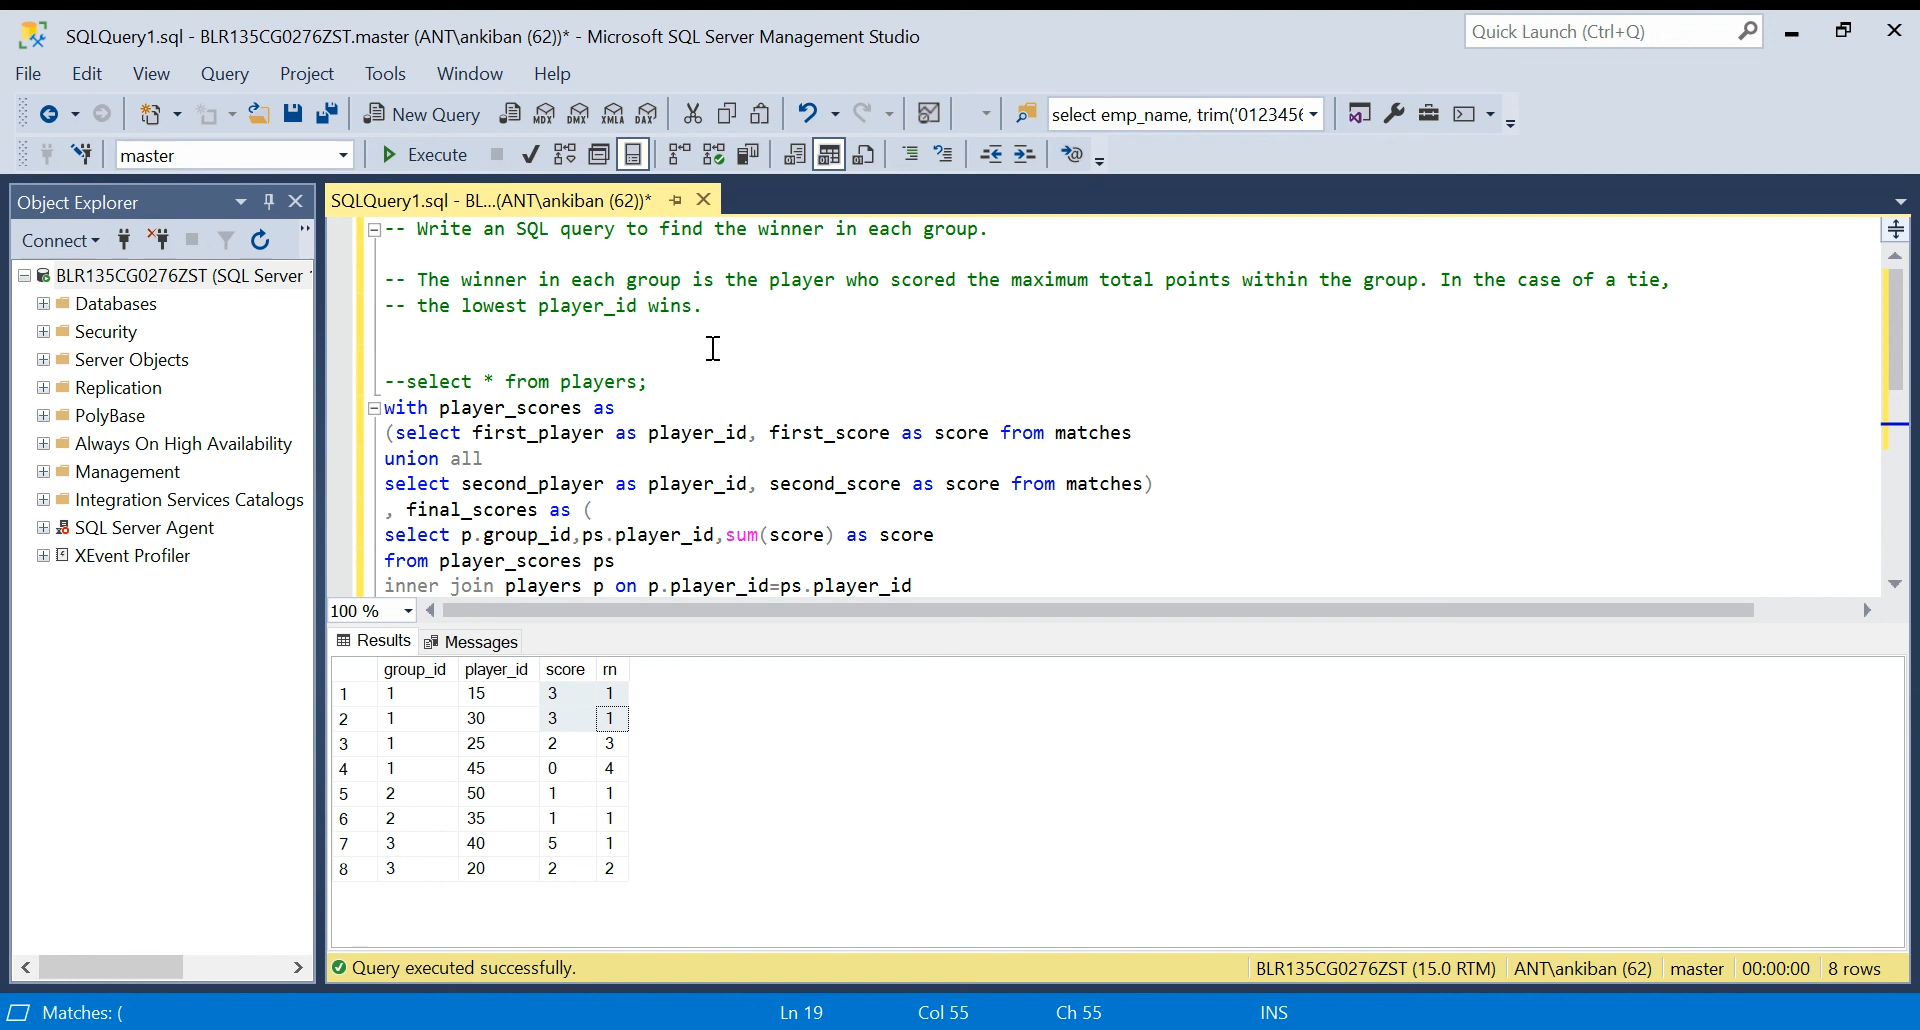 SQLQuery1.sql - BLR135CG0276ZST.master (ANT\ankiban (62))* - Microsoft SQL Server Management Studio
Quick Launch (Ctrl+Q)
File Edit View Query Project Tools Window Help
New Query MDX DMX XMLA DAX select emp_name, trim('0123456
master Execute
Object Explorer
Connect
BLR135CG0276ZST (SQL Server
Databases
Security
Server Objects
Replication
PolyBase
Always On High Availability
Management
Integration Services Catalogs
SQL Server Agent
XEvent Profiler
SQLQuery1.sql - BL...(ANT\ankiban (62))*
-- Write an SQL query to find the winner in each group.
-- The winner in each group is the player who scored the maximum total points within the group. In the case of a tie,
-- the lowest player_id wins.
--select * from players;
with player_scores as
(select first_player as player_id, first_score as score from matches
union all
select second_player as player_id, second_score as score from matches)
, final_scores as (
select p.group_id,ps.player_id,sum(score) as score
from player_scores ps
inner join players p on p.player_id=ps.player_id
100 %
Results Messages
group_id player_id score rn
1 1 15 3 1
2 1 30 3 1
3 1 25 2 3
4 1 45 0 4
5 2 50 1 1
6 2 35 1 1
7 3 40 5 1
8 3 20 2 2
Query executed successfully. BLR135CG0276ZST (15.0 RTM) ANT\ankiban (62) master 00:00:00 8 rows
Matches: ( Ln 19 Col 55 Ch 55 INS